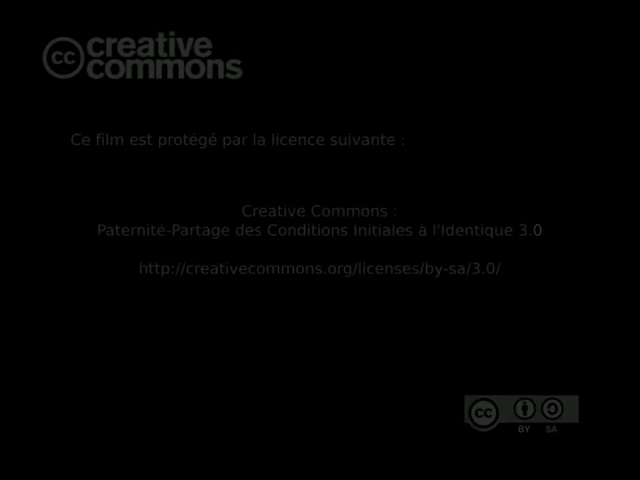 creative
commons
Ce film est protégé par la licence suivante :
Creative Commons :
Paternité-Partage des Conditions Initiales à l'Identique 3.0
http://creativecommons.org/licenses/by-sa/3.0/
cc
BY SA